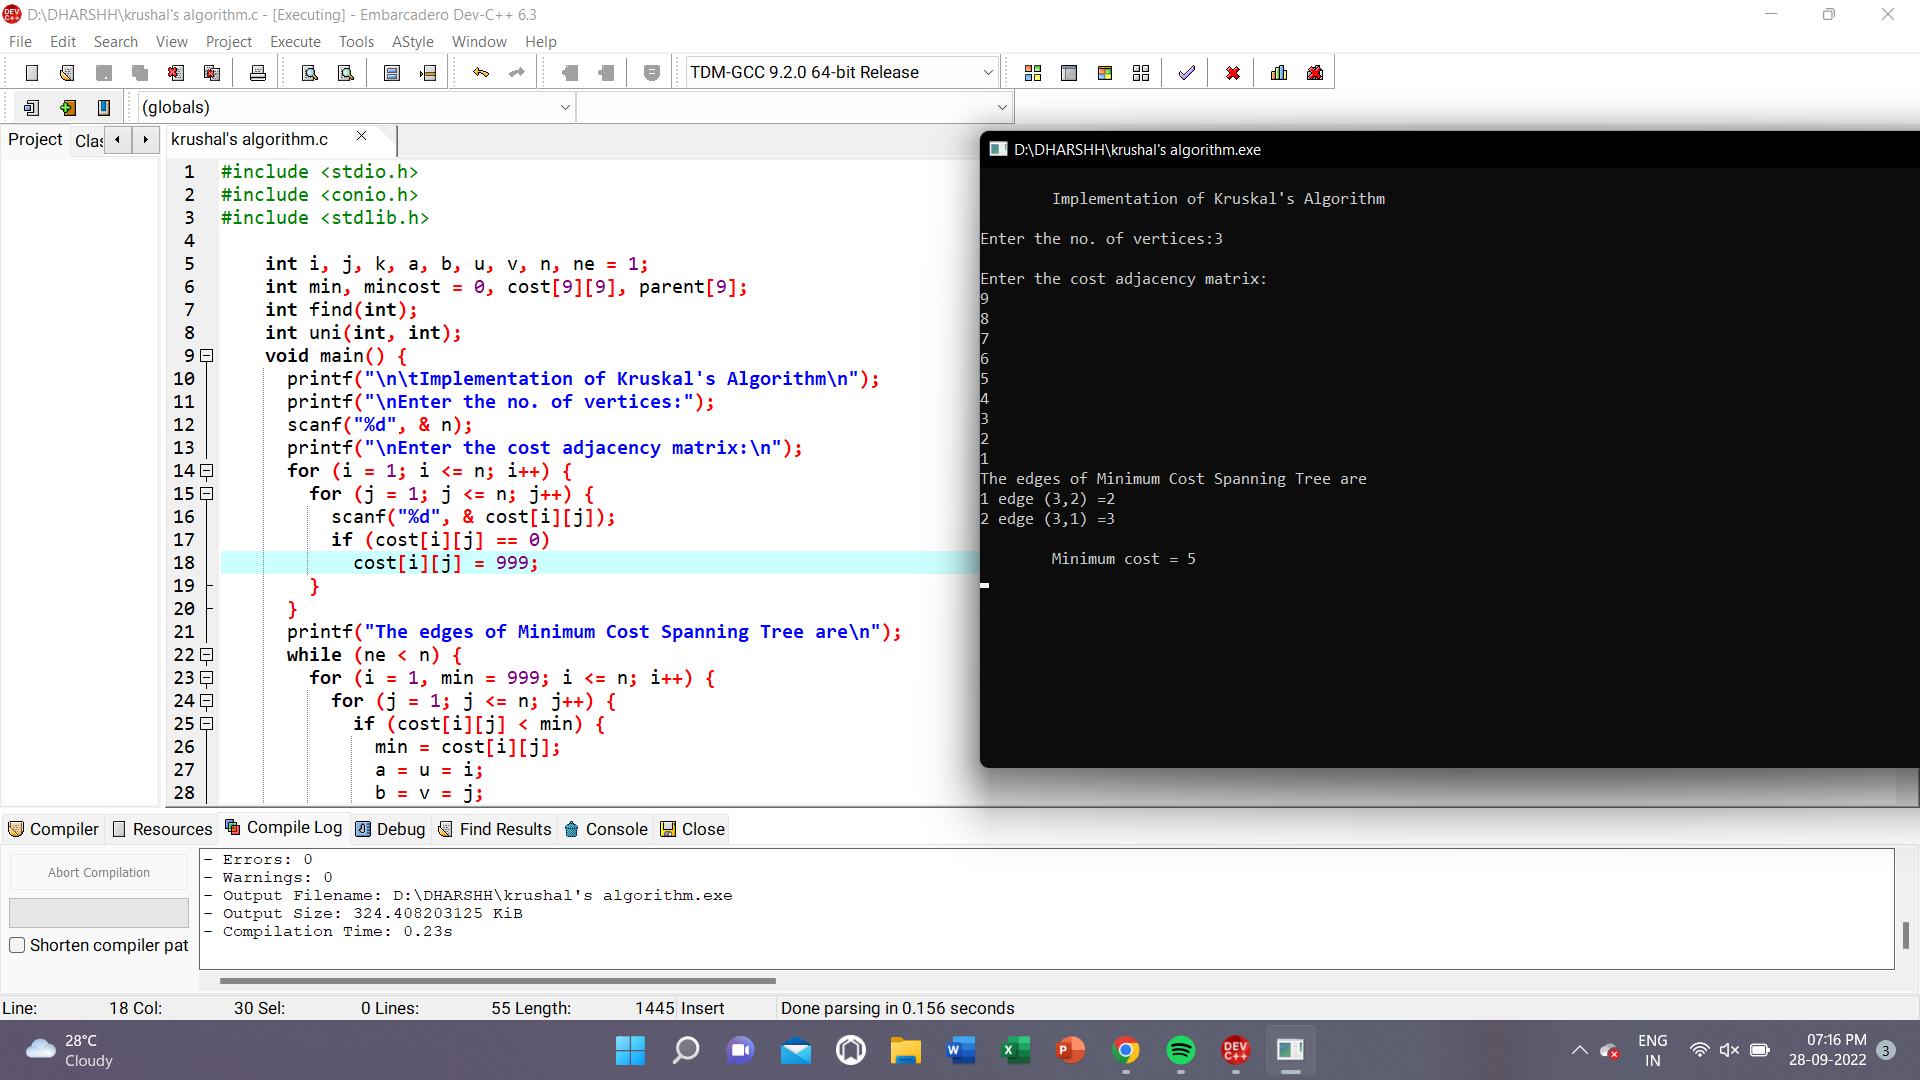 D:\DHARSHH\krushal's algorithm.c - [Executing] - Embarcadero Dev-C++ 6.3
File Edit Search View Project Execute Tools AStyle Window Help
TDM-GCC 9.2.0 64-bit Release
(globals)
Project Clas
krushal's algorithm.c
1 #include <stdio.h>
2 #include <conio.h>
3 #include <stdlib.h>
4
5 int i, j, k, a, b, u, v, n, ne = 1;
6 int min, mincost = 0, cost[9][9], parent[9];
7 int find(int);
8 int uni(int, int);
9 void main() {
10 printf("\n\tImplementation of Kruskal's Algorithm\n");
11 printf("\nEnter the no. of vertices:");
12 scanf("%d", & n);
13 printf("\nEnter the cost adjacency matrix:\n");
14 for (i = 1; i <= n; i++) {
15 for (j = 1; j <= n; j++) {
16 scanf("%d", & cost[i][j]);
17 if (cost[i][j] == 0)
18 cost[i][j] = 999;
19 }
20 }
21 printf("The edges of Minimum Cost Spanning Tree are\n");
22 while (ne < n) {
23 for (i = 1, min = 999; i <= n; i++) {
24 for (j = 1; j <= n; j++) {
25 if (cost[i][j] < min) {
26 min = cost[i][j];
27 a = u = i;
28 b = v = j;
D:\DHARSHH\krushal's algorithm.exe
Implementation of Kruskal's Algorithm
Enter the no. of vertices:3
Enter the cost adjacency matrix:
9
8
7
6
5
4
3
2
1
The edges of Minimum Cost Spanning Tree are
1 edge (3,2) =2
2 edge (3,1) =3
Minimum cost = 5
Compiler Resources Compile Log Debug Find Results Console Close
Abort Compilation
Shorten compiler pat
- Errors: 0
- Warnings: 0
- Output Filename: D:\DHARSHH\krushal's algorithm.exe
- Output Size: 324.408203125 KiB
- Compilation Time: 0.23s
Line: 18 Col: 30 Sel: 0 Lines: 55 Length: 1445 Insert Done parsing in 0.156 seconds
28°C
Cloudy
DEV C++
ENG
IN
07:16 PM
28-09-2022
3